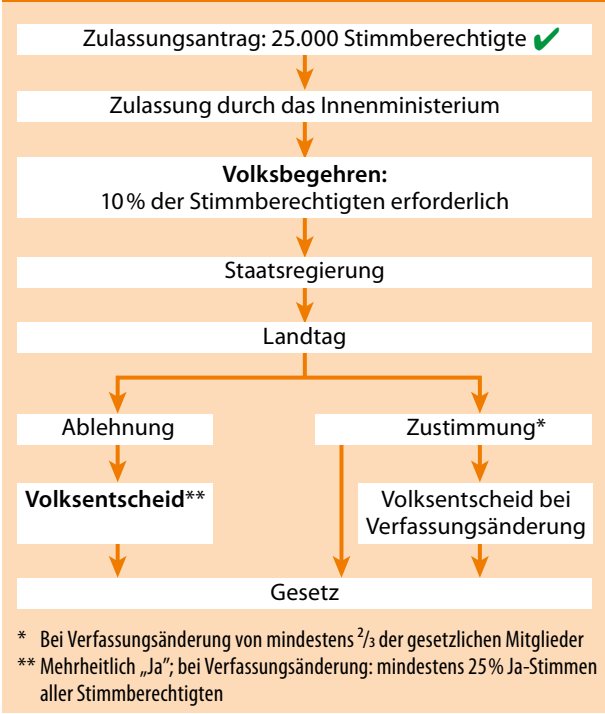 Zulassungsantrag: 25.000 Stimmberechtigte ✔
Zulassung durch das Innenministerium
Volksbegehren:
10 % der Stimmberechtigten erforderlich
Staatsregierung
Landtag
Ablehnung
Zustimmung*
Volksentscheid**
Volksentscheid bei
Verfassungsänderung
Gesetz
* Bei Verfassungsänderung von mindestens 2/3 der gesetzlichen Mitglieder
** Mehrheitlich „Ja”; bei Verfassungsänderung: mindestens 25 % Ja-Stimmen
aller Stimmberechtigten